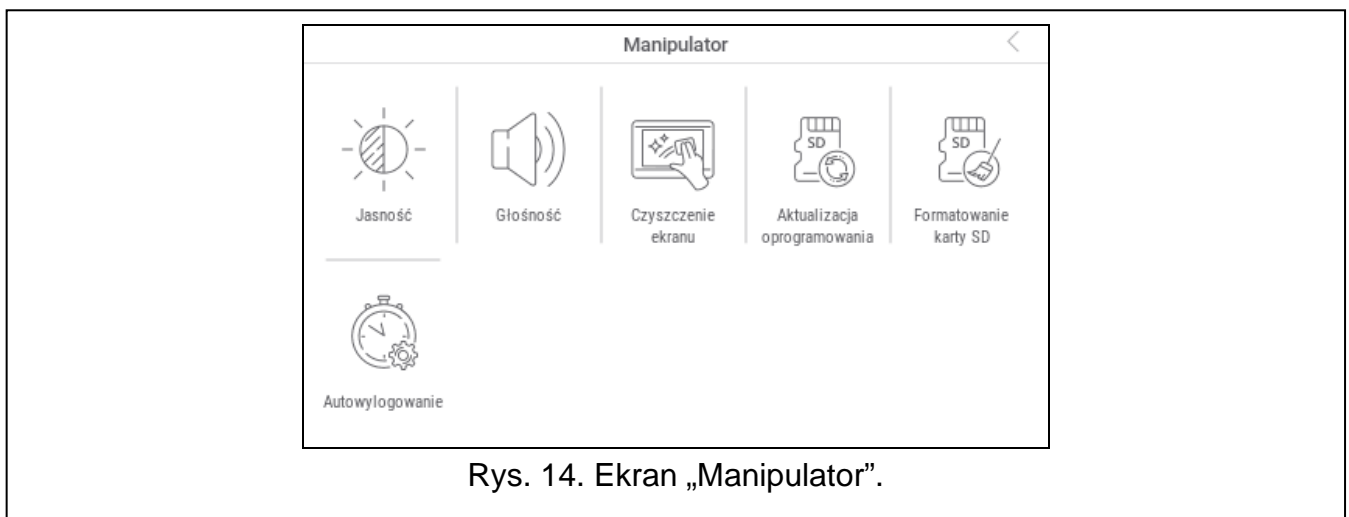 Manipulator
SD
SD
Jasność
Głośność
Czyszczenie
ekranu
Aktualizacja
oprogramowania
Formatowanie
karty SD
Autowylogowanie
Rys. 14. Ekran „Manipulator”.